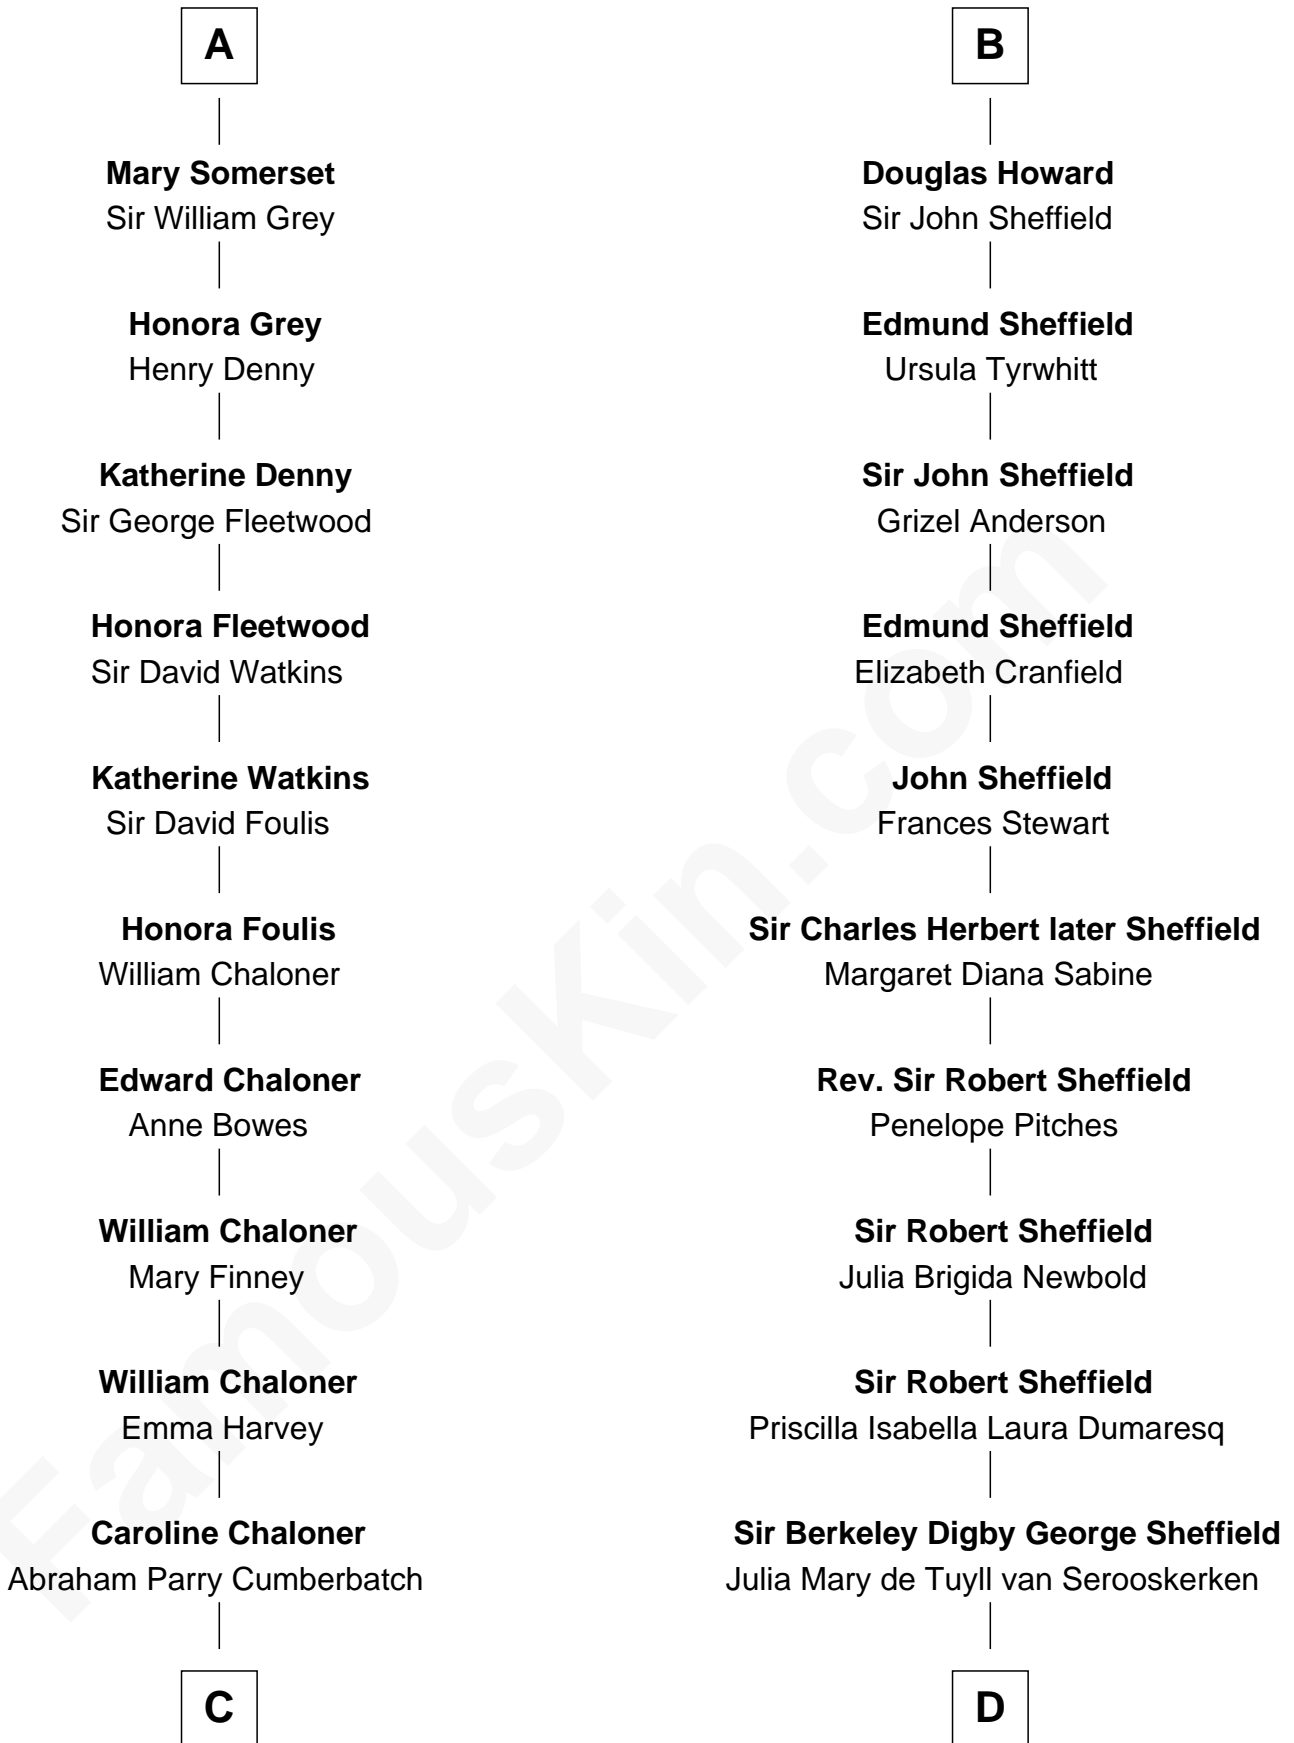 A
Mary Somerset
Sir William Grey
Honora Grey
Henry Denny
Katherine Denny
Sir George Fleetwood
Honora Fleetwood
Sir David Watkins
Katherine Watkins
Sir David Foulis
Honora Foulis
William Chaloner
Edward Chaloner
Anne Bowes
William Chaloner
Mary Finney
William Chaloner
Emma Harvey
Caroline Chaloner
Abraham Parry Cumberbatch
C
B
Douglas Howard
Sir John Sheffield
Edmund Sheffield
Ursula Tyrwhitt
Sir John Sheffield
Grizel Anderson
Edmund Sheffield
Elizabeth Cranfield
John Sheffield
Frances Stewart
Sir Charles Herbert later Sheffield
Margaret Diana Sabine
Rev. Sir Robert Sheffield
Penelope Pitches
Sir Robert Sheffield
Julia Brigida Newbold
Sir Robert Sheffield
Priscilla Isabella Laura Dumaresq
Sir Berkeley Digby George Sheffield
Julia Mary de Tuyll van Serooskerken
D
FamousKin.com